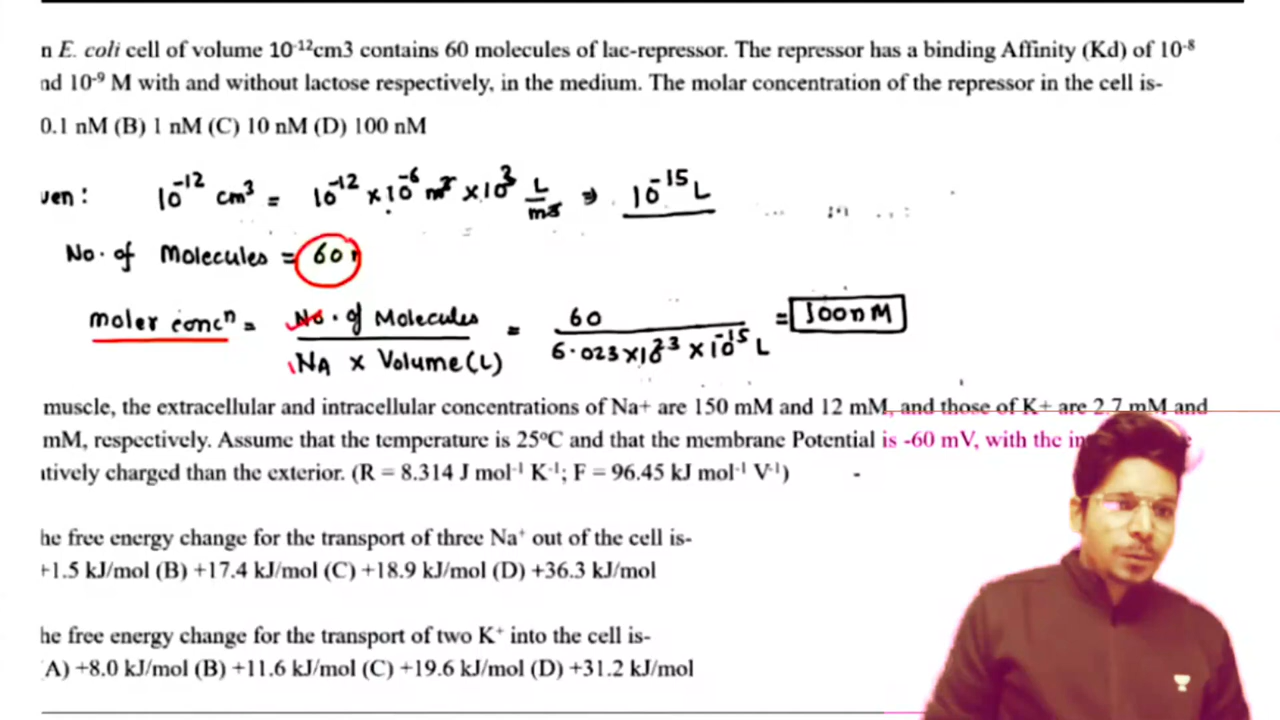 n E. coli cell of volume 10⁻¹²cm3 contains 60 molecules of lac-repressor. The repressor has a binding Affinity (Kd) of 10⁻⁸
nd 10⁻⁹ M with and without lactose respectively, in the medium. The molar concentration of the repressor in the cell is-
0.1 nM (B) 1 nM (C) 10 nM (D) 100 nM
ven: 10⁻¹² cm³ = 10⁻¹² × 10⁻⁶ m³ × 10³ L/m³ ⇒ 10⁻¹⁵ L
No. of Molecules = 60
moler concⁿ = No. of Molecules / NA × Volume (L) = 60 / 6.023×10²³ × 10⁻¹⁵ L = 100nM
muscle, the extracellular and intracellular concentrations of Na+ are 150 mM and 12 mM, and those of K+ are 2.7 mM and
mM, respectively. Assume that the temperature is 25°C and that the membrane Potential is -60 mV, with the in
itively charged than the exterior. (R = 8.314 J mol⁻¹ K⁻¹; F = 96.45 kJ mol⁻¹ V⁻¹)
he free energy change for the transport of three Na⁺ out of the cell is-
+1.5 kJ/mol (B) +17.4 kJ/mol (C) +18.9 kJ/mol (D) +36.3 kJ/mol
he free energy change for the transport of two K⁺ into the cell is-
A) +8.0 kJ/mol (B) +11.6 kJ/mol (C) +19.6 kJ/mol (D) +31.2 kJ/mol